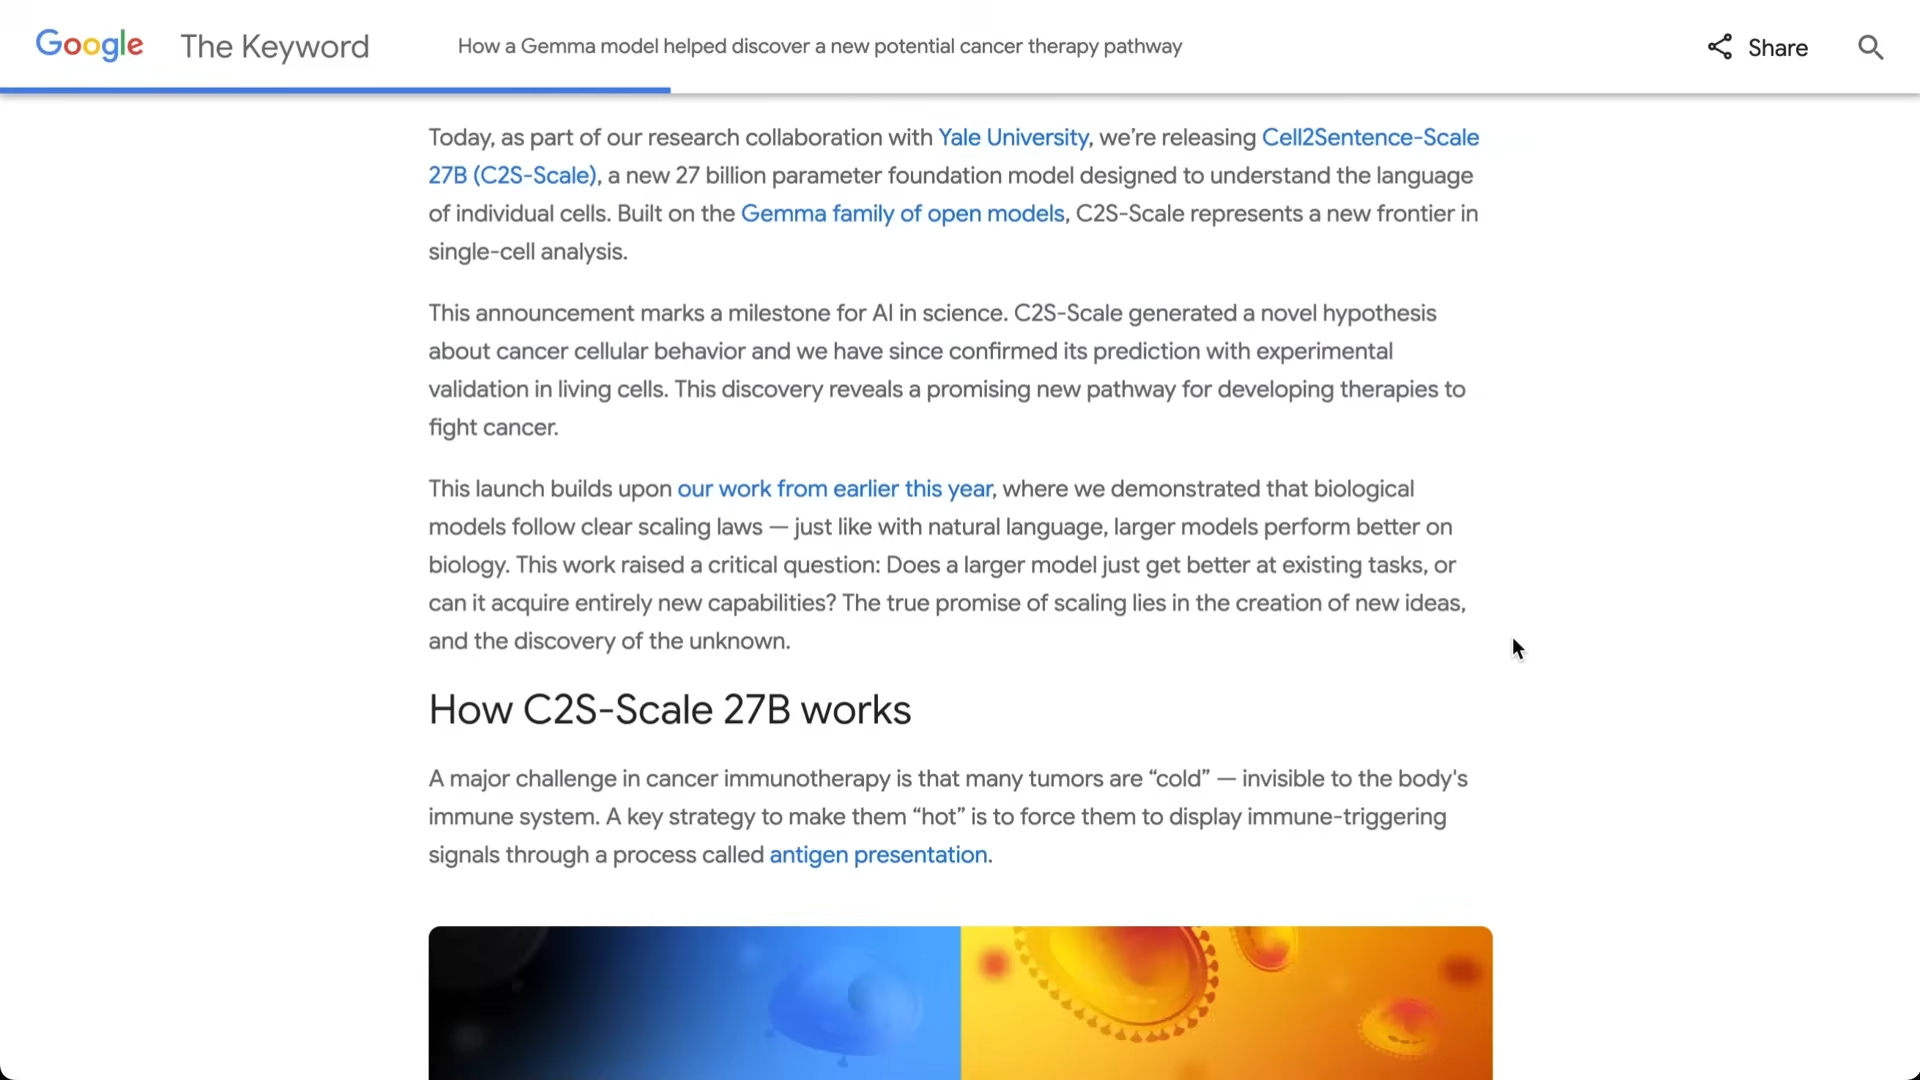 Google The Keyword How a Gemma model helped discover a new potential cancer therapy pathway Share
Today, as part of our research collaboration with Yale University, we’re releasing Cell2Sentence-Scale
27B (C2S-Scale), a new 27 billion parameter foundation model designed to understand the language
of individual cells. Built on the Gemma family of open models, C2S-Scale represents a new frontier in
single-cell analysis.
This announcement marks a milestone for AI in science. C2S-Scale generated a novel hypothesis
about cancer cellular behavior and we have since confirmed its prediction with experimental
validation in living cells. This discovery reveals a promising new pathway for developing therapies to
fight cancer.
This launch builds upon our work from earlier this year, where we demonstrated that biological
models follow clear scaling laws — just like with natural language, larger models perform better on
biology. This work raised a critical question: Does a larger model just get better at existing tasks, or
can it acquire entirely new capabilities? The true promise of scaling lies in the creation of new ideas,
and the discovery of the unknown.
How C2S-Scale 27B works
A major challenge in cancer immunotherapy is that many tumors are “cold” — invisible to the body's
immune system. A key strategy to make them “hot” is to force them to display immune-triggering
signals through a process called antigen presentation.